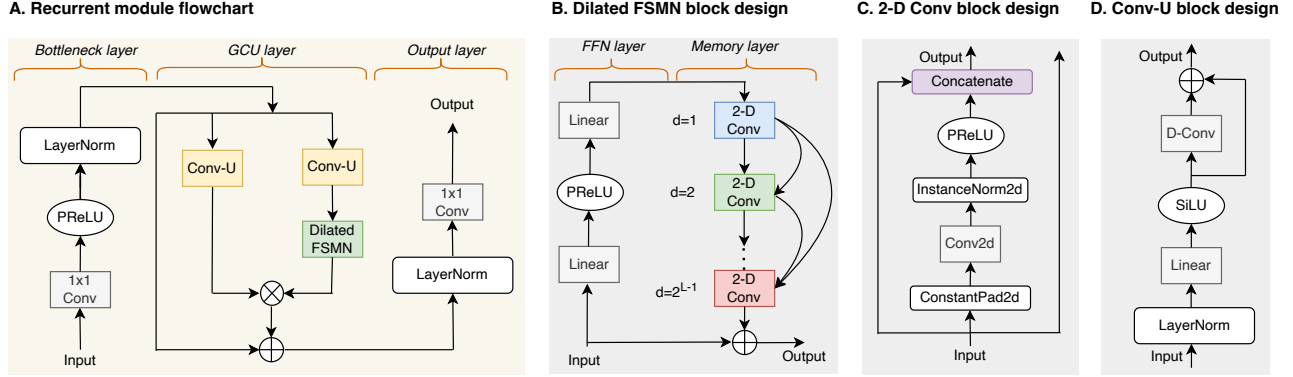 A. Recurrent module flowchart
Bottleneck layer
GCU layer
Output layer
LayerNorm
PReLU
1x1
Conv
Input
Conv-U
Conv-U
Dilated
FSMN
Output
1x1
Conv
LayerNorm
B. Dilated FSMN block design
FFN layer
Memory layer
Linear
PReLU
Linear
Input
d=1
2-D
Conv
d=2
2-D
Conv
d=2^{L-1}
2-D
Conv
Output
C. 2-D Conv block design
Output
Concatenate
PReLU
InstanceNorm2d
Conv2d
ConstantPad2d
Input
D. Conv-U block design
Output
D-Conv
SiLU
Linear
LayerNorm
Input